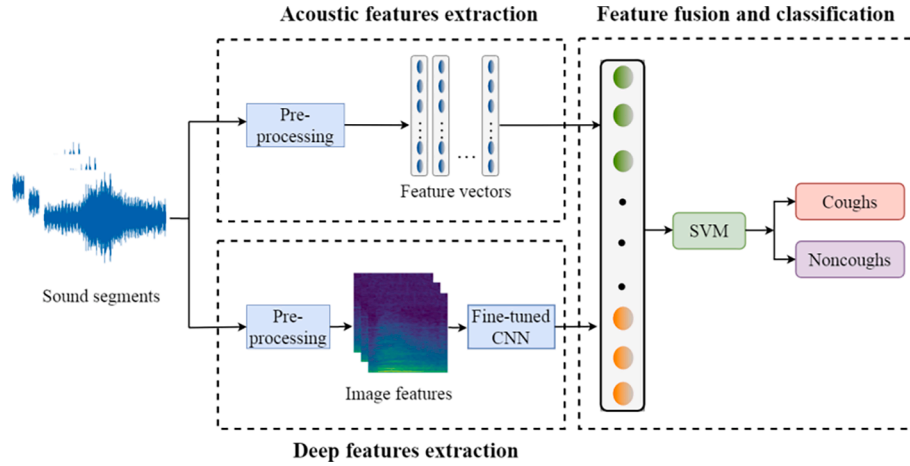 Acoustic features extraction
Feature fusion and classification
Pre-
processing
Feature vectors
Sound segments
Pre-
processing
Image features
Fine-tuned
CNN
SVM
Coughs
Noncoughs
Deep features extraction